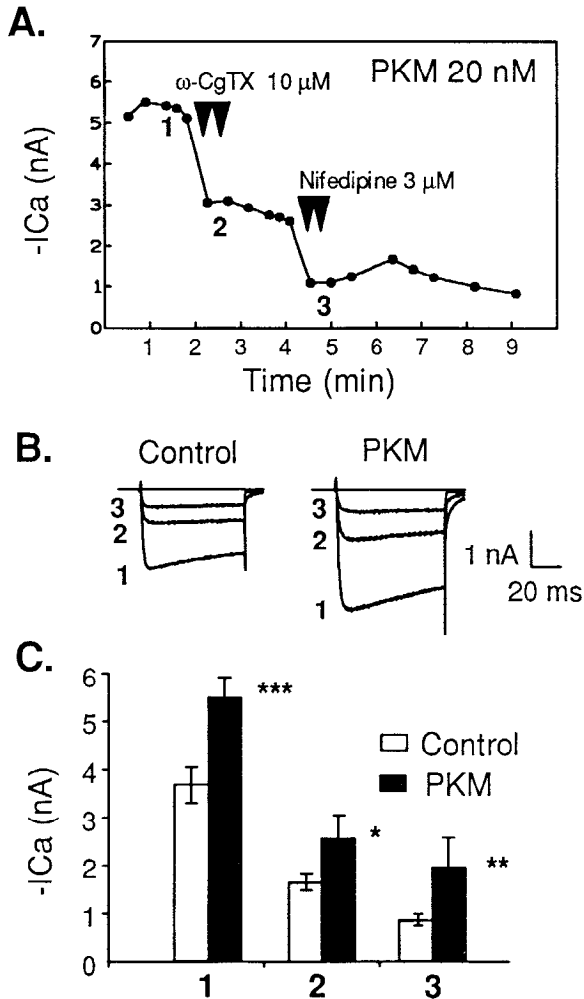 A.
7
6
5
4
3
2
1
0
-ICa (nA)
ω-CgTX 10 μM
PKM 20 nM
Nifedipine 3 μM
1
2
3
1 2 3 4 5 6 7 8 9
Time (min)
B.
Control
PKM
3
2
1
3
2
1
1 nA
20 ms
C.
6
5
4
3
2
1
0
-ICa (nA)
***
*
**
Control
PKM
1 2 3